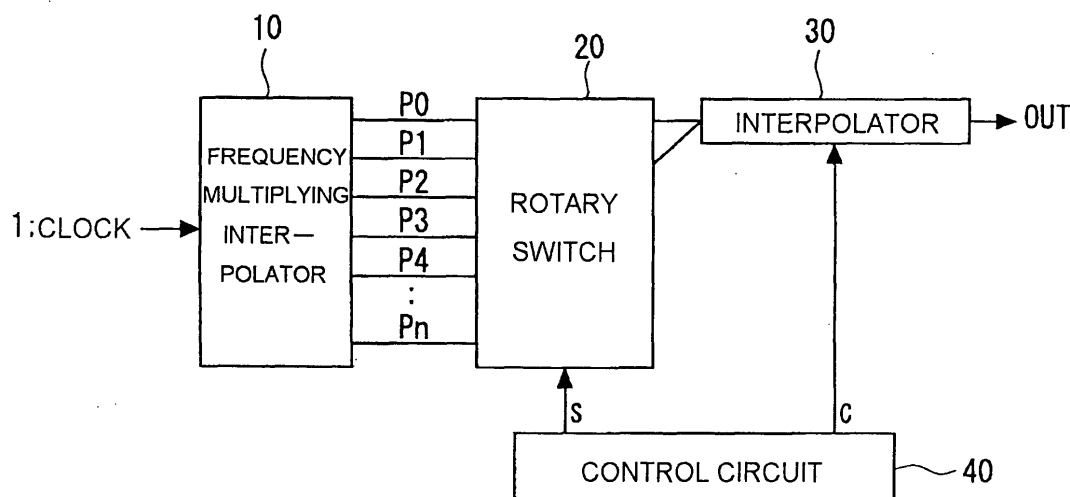 10
20
30
P0
P1
P2
P3
P4
:
Pn
1;CLOCK
FREQUENCY
MULTIPLYING
INTER—
POLATOR
ROTARY
SWITCH
INTERPOLATOR
OUT
S
C
CONTROL CIRCUIT
40